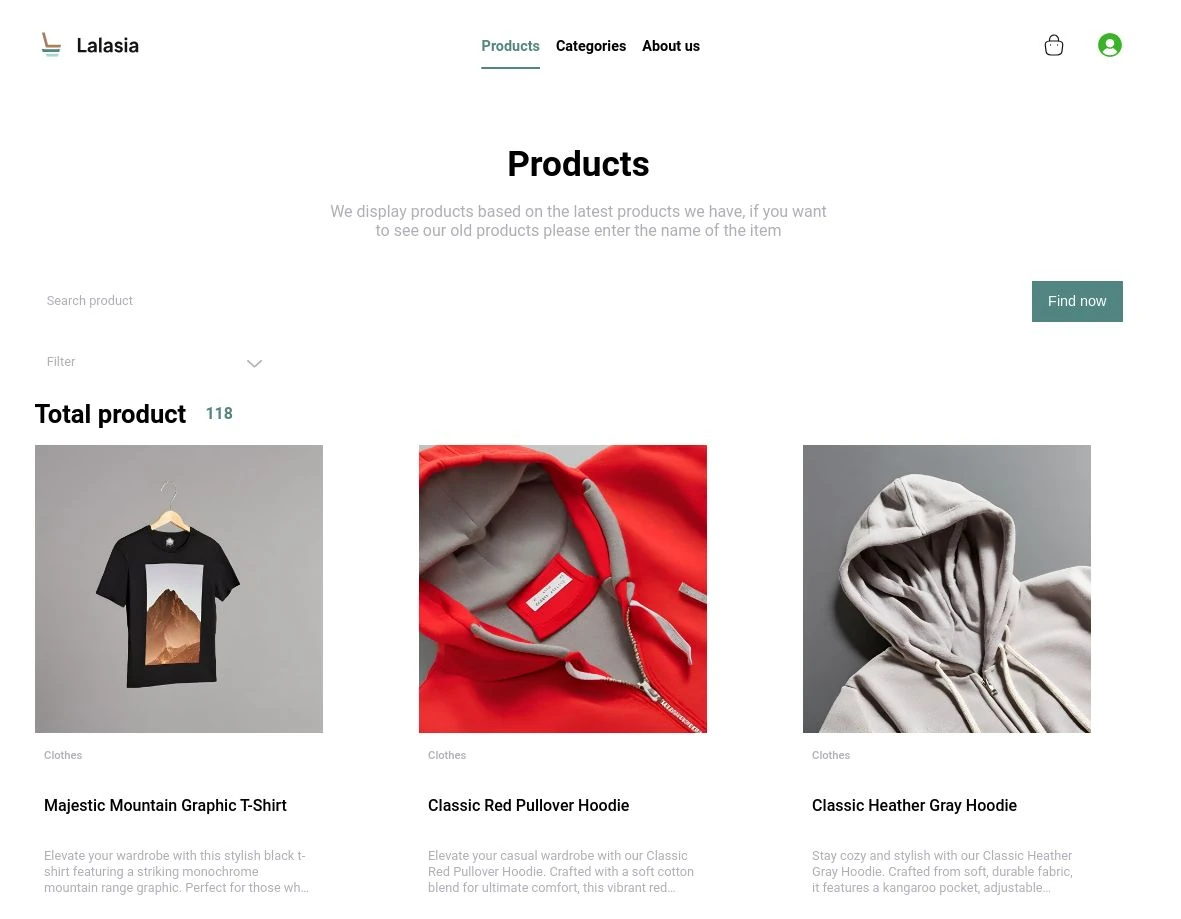 Lalasia
Products
Categories
About us
Products
We display products based on the latest products we have, if you want
to see our old products please enter the name of the item
Search product
Find now
Filter
Total product 118
Clothes
Majestic Mountain Graphic T-Shirt
Elevate your wardrobe with this stylish black t-
shirt featuring a striking monochrome
mountain range graphic. Perfect for those wh…
Clothes
Classic Red Pullover Hoodie
Elevate your casual wardrobe with our Classic
Red Pullover Hoodie. Crafted with a soft cotton
blend for ultimate comfort, this vibrant red…
Clothes
Classic Heather Gray Hoodie
Stay cozy and stylish with our Classic Heather
Gray Hoodie. Crafted from soft, durable fabric,
it features a kangaroo pocket, adjustable…